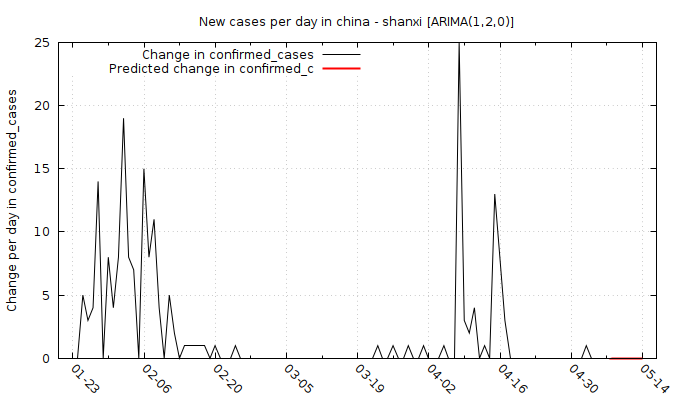 New cases per day in china - shanxi [ARIMA(1,2,0)]
Change in confirmed_cases
Predicted change in confirmed_c
Change per day in confirmed_cases
25
20
15
10
5
0
01-23 02-06 02-20 03-05 03-19 04-02 04-16 04-30 05-14